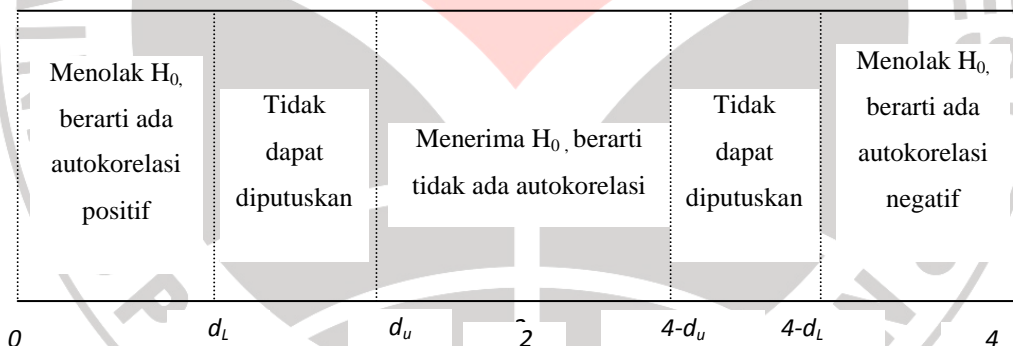 Menolak H0,
berarti ada
autokorelasi
positif
Tidak
dapat
diputuskan
Menerima H0 , berarti
tidak ada autokorelasi
Tidak
dapat
diputuskan
Menolak H0,
berarti ada
autokorelasi
negatif
0 dL du 2 4-du 4-dL 4